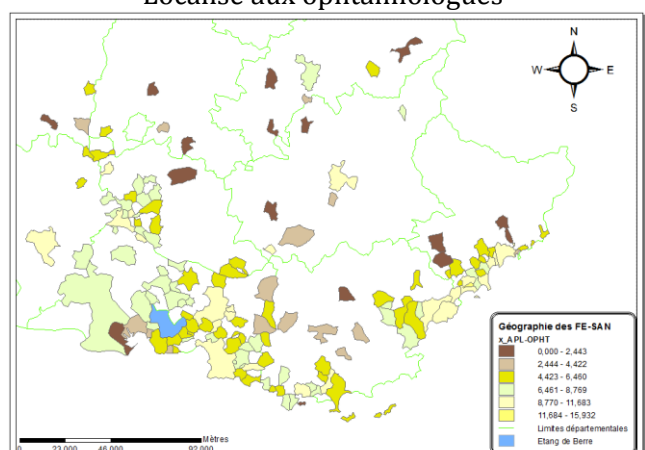 Localisé aux ophtalmologues
N
W
E
S
Géographie des FE-SAN
x_APL-OPHT
0,000 - 2,443
2,444 - 4,422
4,423 - 6,460
6,461 - 8,769
8,770 - 11,683
11,684 - 15,932
Limites départementales
Etang de Berre
Mètres
0 23 000 46 000 92 000